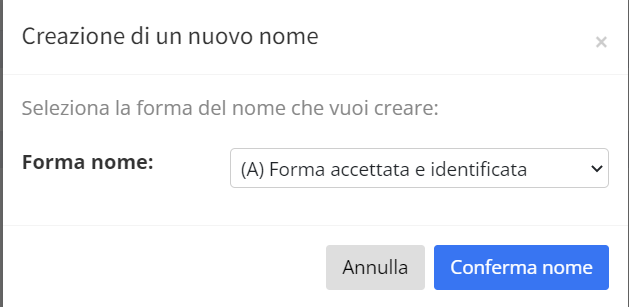 Creazione di un nuovo nome
×
Seleziona la forma del nome che vuoi creare:
Forma nome: (A) Forma accettata e identificata
Annulla Conferma nome